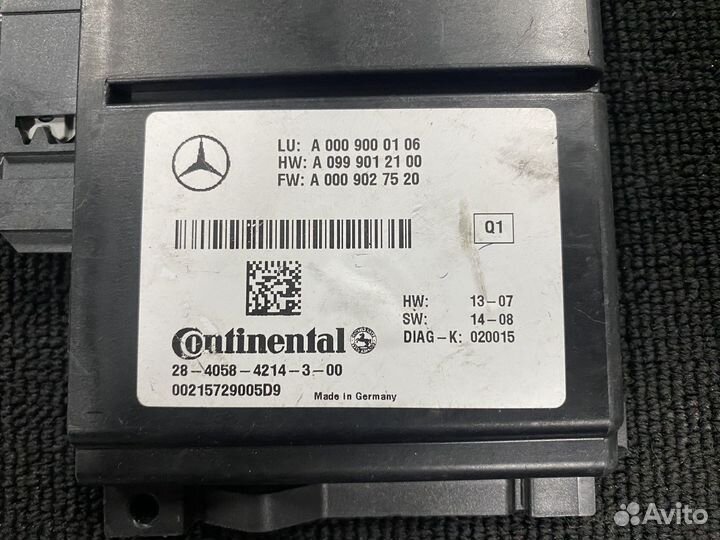 LU: A 000 900 01 06
HW: A 099 901 21 00
FW: A 000 902 75 20
Q1
HW: 13-07
SW: 14-08
DIAG-K: 020015
Continental
28-4058-4214-3-00
00215729005D9
Made in Germany
Avito